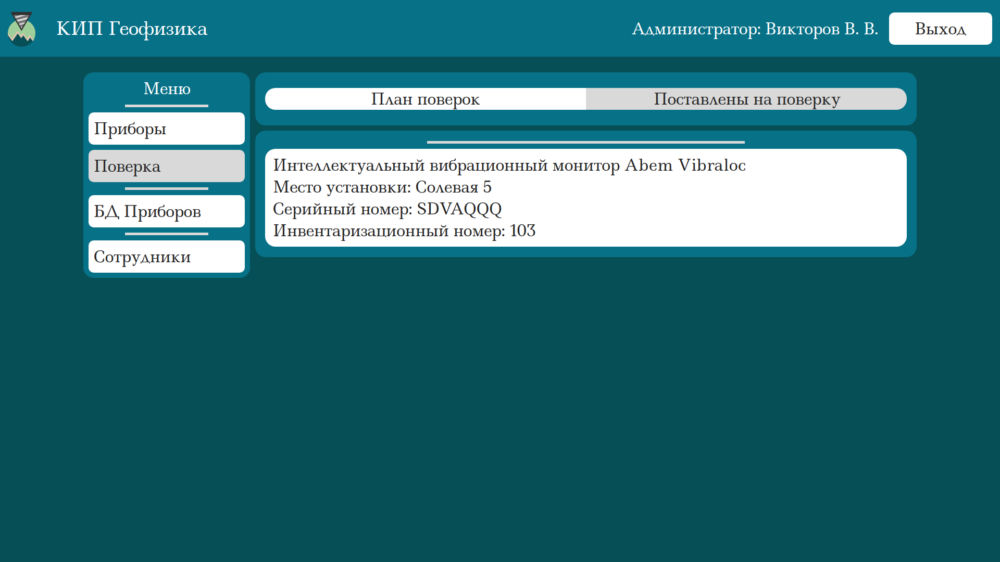 КИП Геофизика
Администратор: Викторов В. В.
Выход
Меню
Приборы
Поверка
БД Приборов
Сотрудники
План поверок
Поставлены на поверку
Интеллектуальный вибрационный монитор Abem Vibraloc
Место установки: Солевая 5
Серийный номер: SDVAQQQ
Инвентаризационный номер: 103